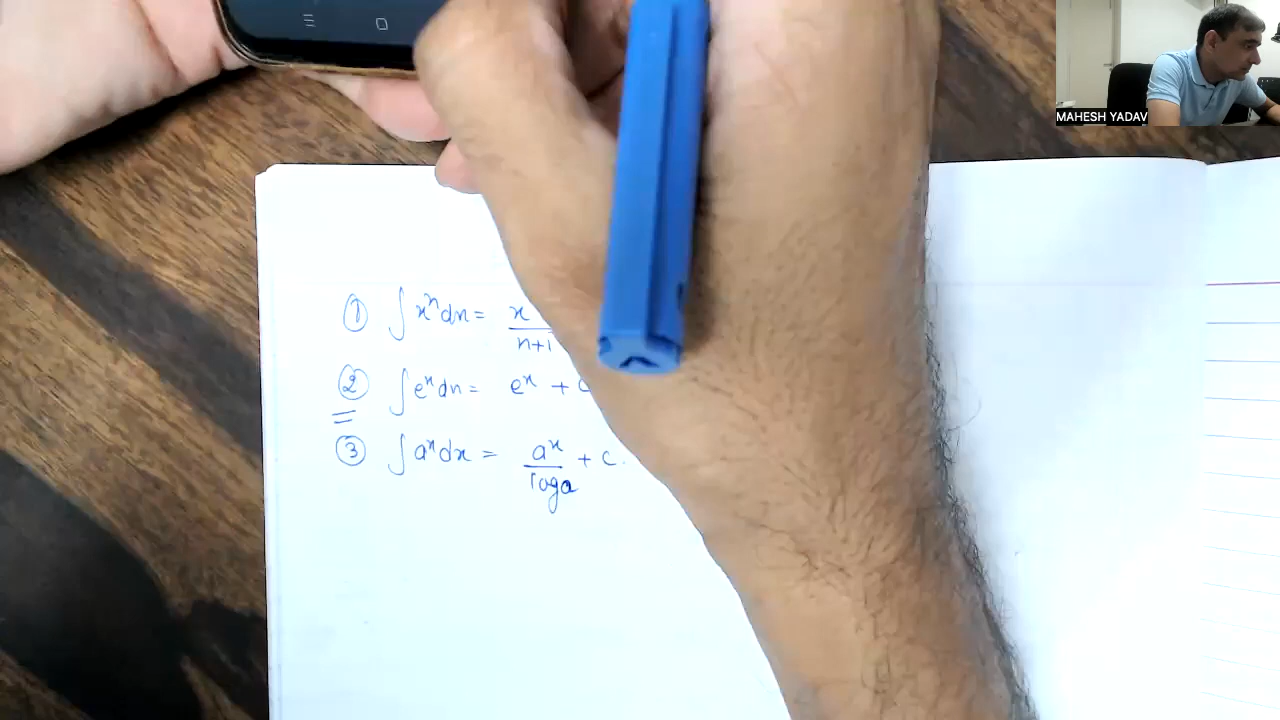 MAHESH YADAV
① ∫xⁿdx = x / n+1
② ∫eˣdx = eˣ + c
③ ∫aˣdx = aˣ / loga + c.